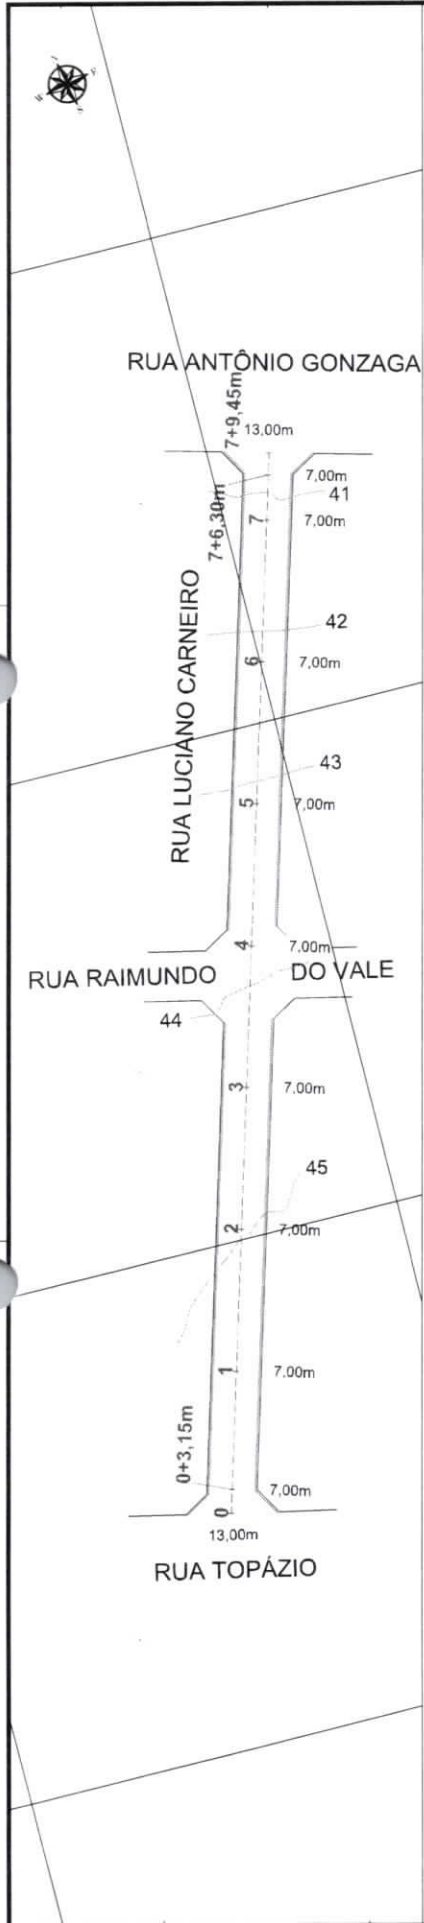 RUA ANTÔNIO GONZAGA
7+9,45m
13,00m
7,00m
41
7+6,30m
7
7,00m
RUA LUCIANO CARNEIRO
42
6
7,00m
43
5
7,00m
4
7,00m
RUA RAIMUNDO DO VALE
44
3
7,00m
45
2
7,00m
1
7,00m
0+3,15m
7,00m
0
13,00m
RUA TOPÁZIO